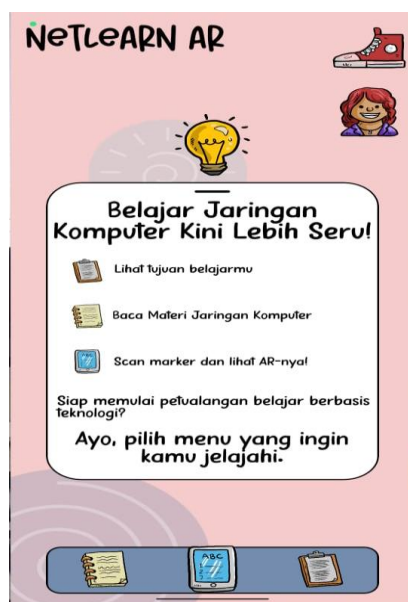 NETLEARN AR
Belajar Jaringan
Komputer Kini Lebih Seru!
Lihat tujuan belajarmu
Baca Materi Jaringan Komputer
Scan marker dan lihat AR-nya!
Siap memulai petualangan belajar berbasis
teknologi?
Ayo, pilih menu yang ingin
kamu jelajahi.
ABC